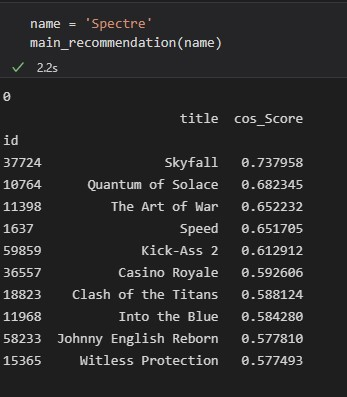 name = 'Spectre'
main_recommendation(name)
2.2s
0
title cos_Score
id
37724 Skyfall 0.737958
10764 Quantum of Solace 0.682345
11398 The Art of War 0.652232
1637 Speed 0.651705
59859 Kick-Ass 2 0.612912
36557 Casino Royale 0.592606
18823 Clash of the Titans 0.588124
11968 Into the Blue 0.584280
58233 Johnny English Reborn 0.577810
15365 Witless Protection 0.577493